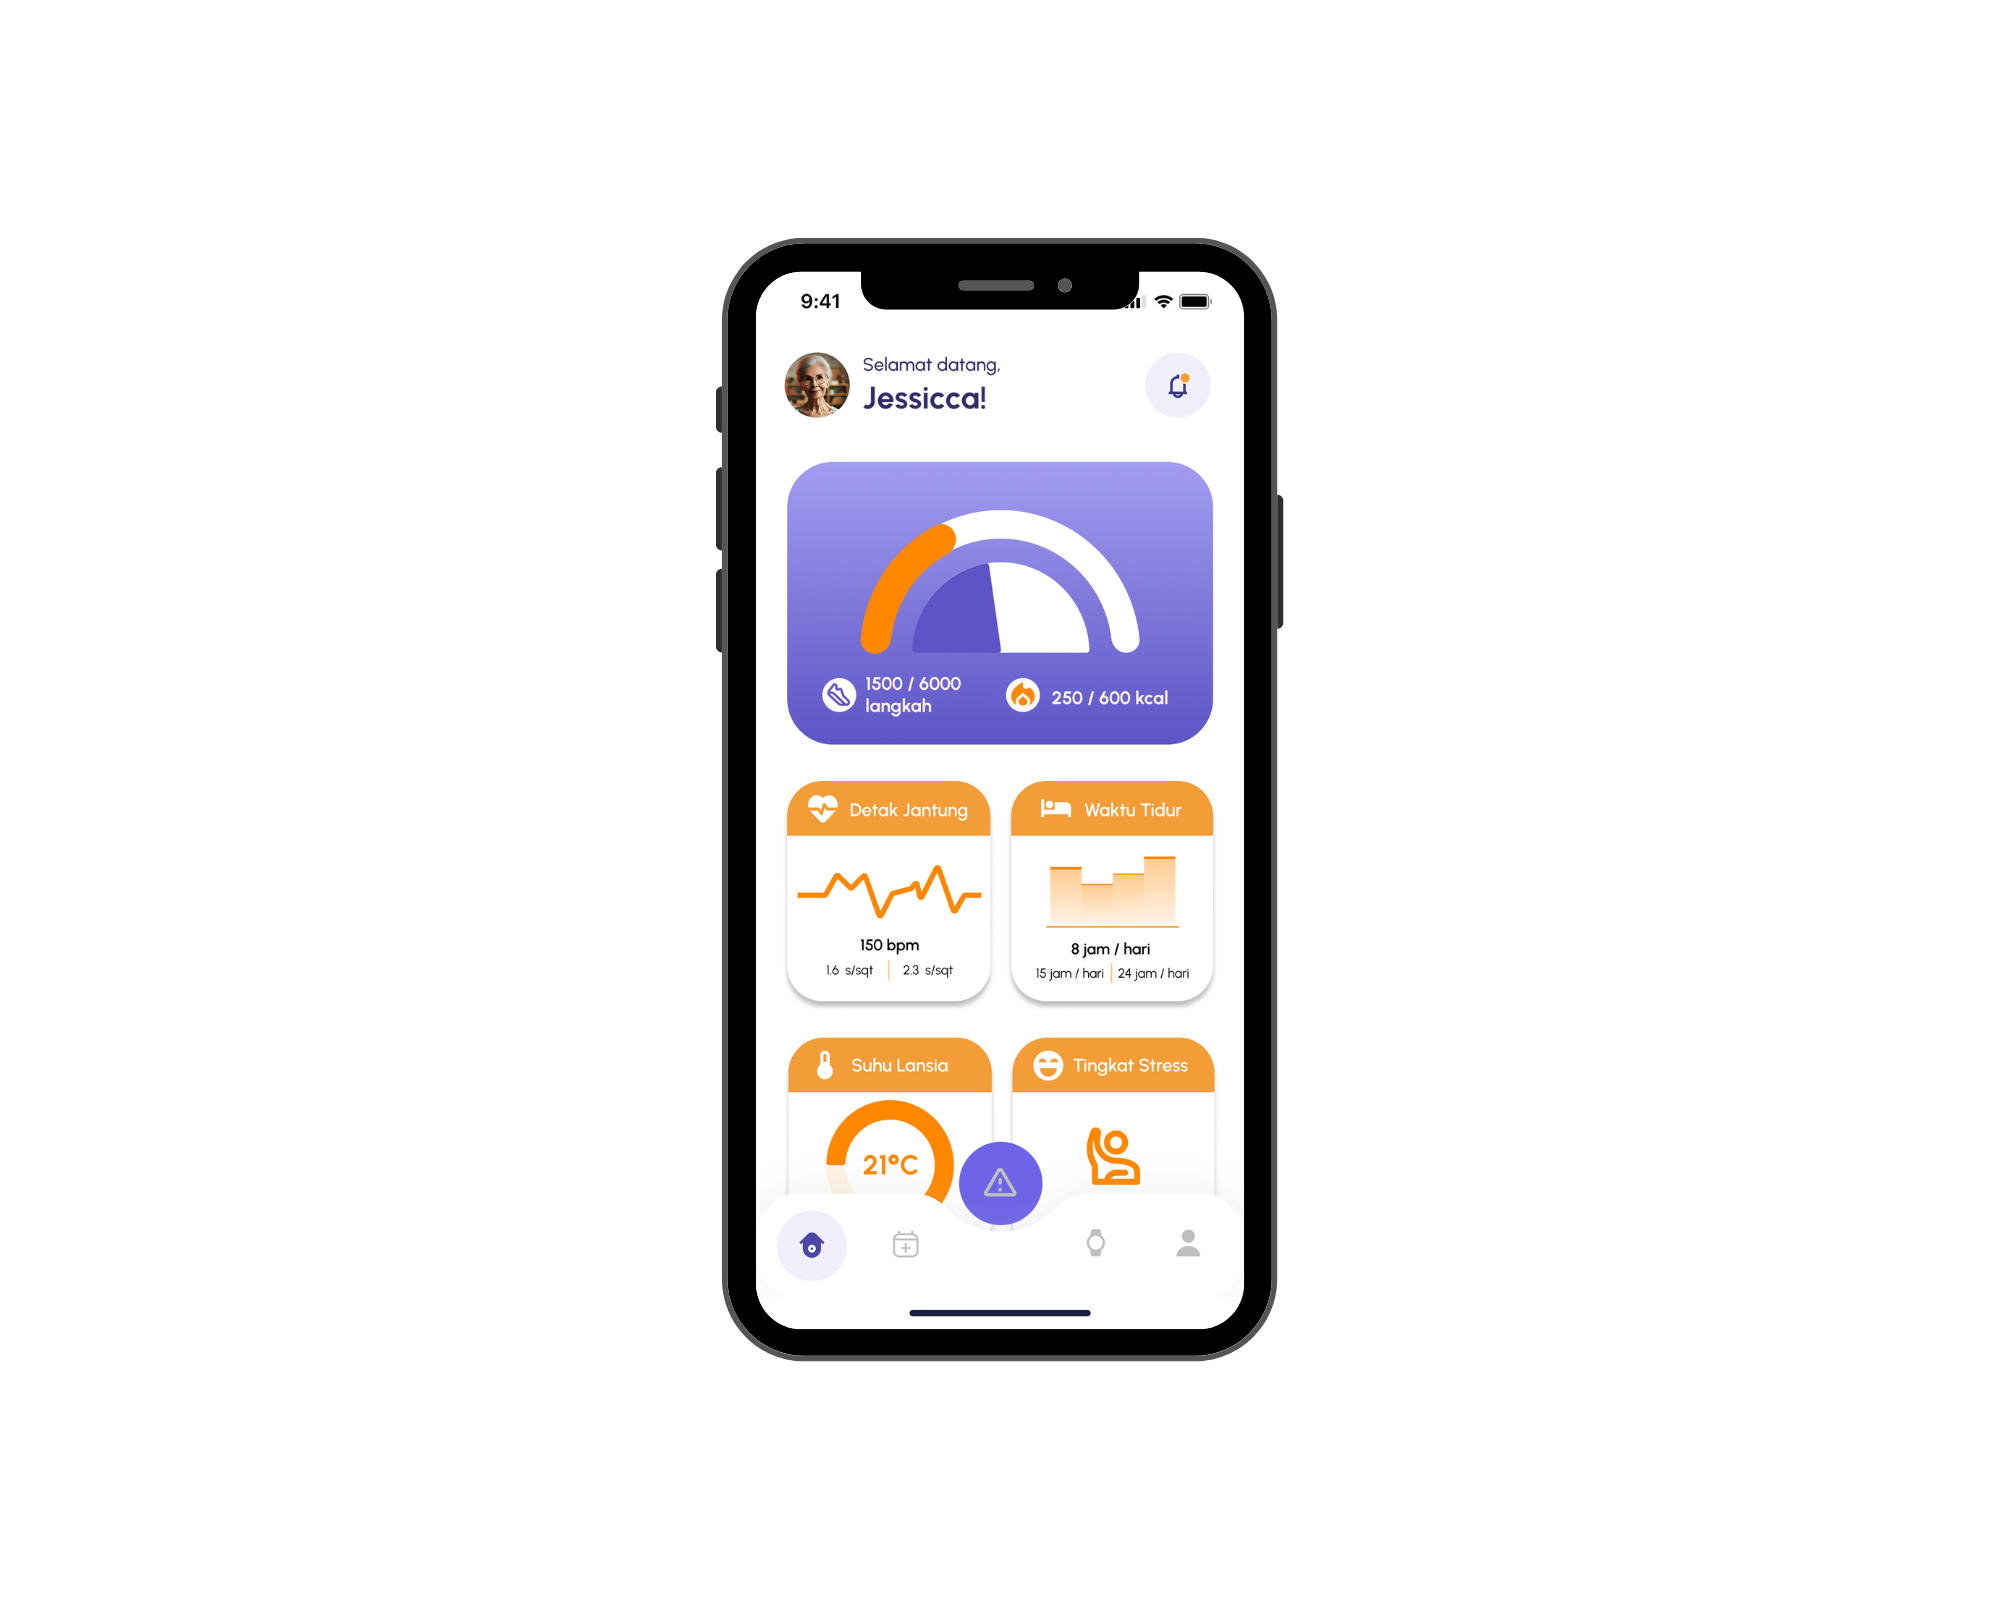 9:41
Selamat datang,
Jessicca!
1500 / 6000
langkah
250 / 600 kcal
Detak Jantung
Waktu Tidur
150 bpm
1.6 s/sqt
2.3 s/sqt
8 jam / hari
15 jam / hari
24 jam / hari
Suhu Lansia
Tingkat Stress
21°C